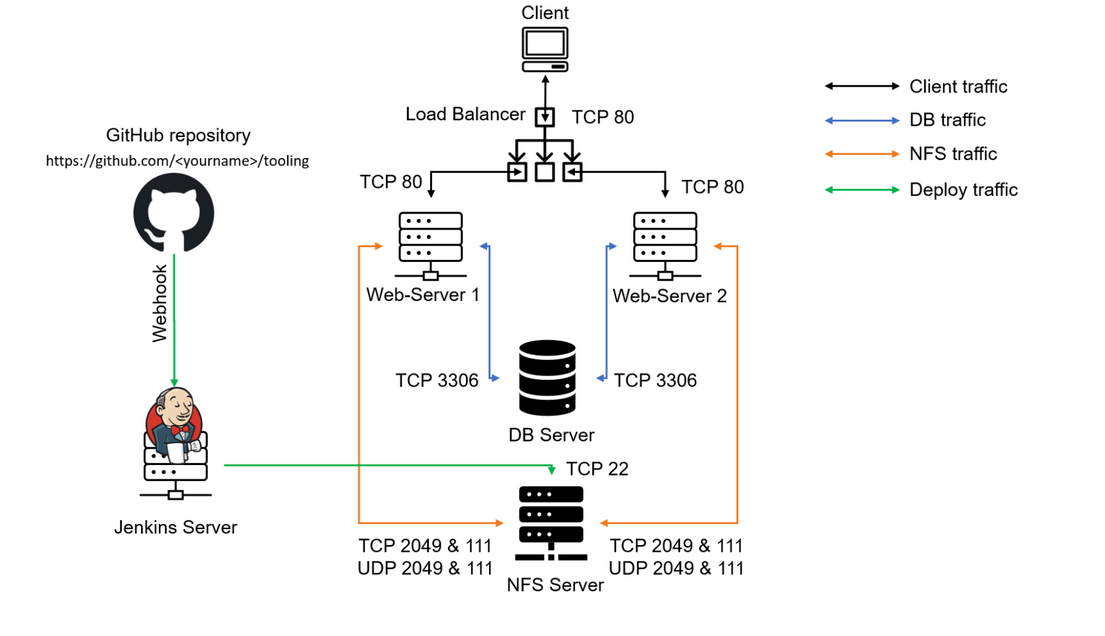 Client
Load Balancer
TCP 80
Client traffic
DB traffic
NFS traffic
Deploy traffic
GitHub repository
https://github.com/<yourname>/tooling
TCP 80
TCP 80
Webhook
Web-Server 1
Web-Server 2
TCP 3306
TCP 3306
DB Server
TCP 22
Jenkins Server
TCP 2049 & 111
UDP 2049 & 111
TCP 2049 & 111
UDP 2049 & 111
NFS Server